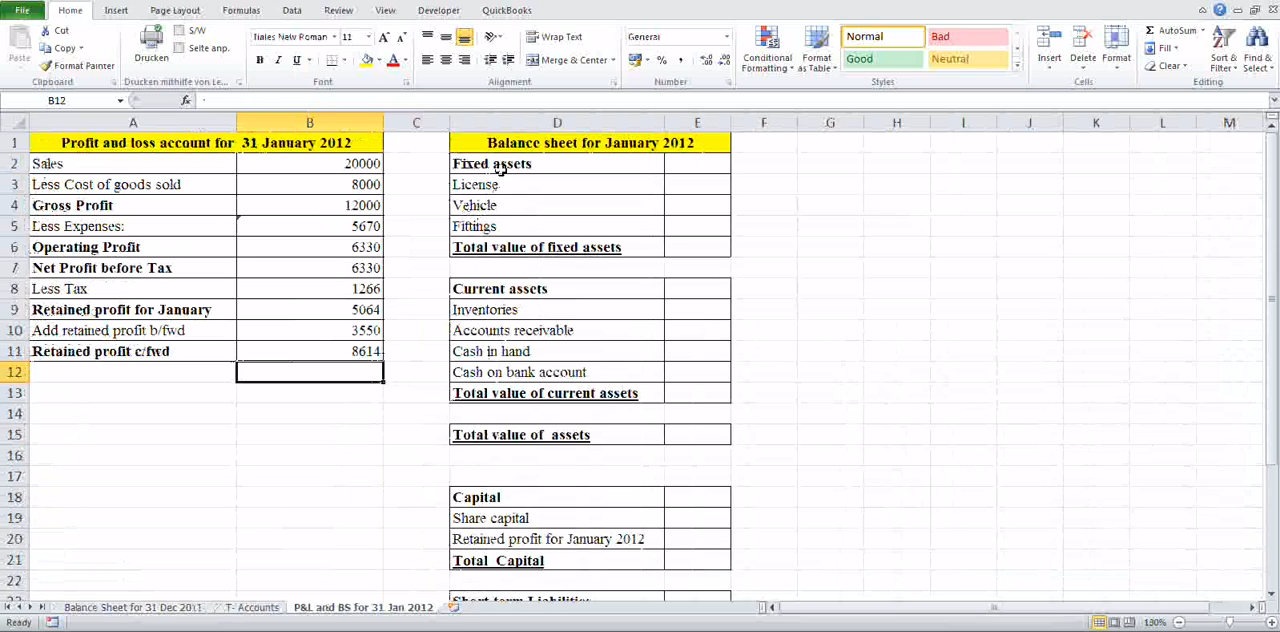 File Home Insert Page Layout Formulas Data Review View Developer QuickBooks
Cut S/W Times New Roman 11 Wrap Text General Normal Bad AutoSum
Paste Copy Seite anp. Fill
Format Painter Drucken B I U Merge & Center % , Conditional Formatting Format as Table Good Neutral Insert Delete Format Clear Sort & Filter Find & Select
Clipboard Drucken mithilfe von Le... Font Alignment Number Styles Cells Editing
B12 fx
A B C D E F G H I J K L M
1 Profit and loss account for 31 January 2012 Balance sheet for January 2012
2 Sales 20000 Fixed assets
3 Less Cost of goods sold 8000 License
4 Gross Profit 12000 Vehicle
5 Less Expenses: 5670 Fittings
6 Operating Profit 6330 Total value of fixed assets
7 Net Profit before Tax 6330
8 Less Tax 1266 Current assets
9 Retained profit for January 5064 Inventories
10 Add retained profit b/fwd 3550 Accounts receivable
11 Retained profit c/fwd 8614 Cash in hand
12 Cash on bank account
13 Total value of current assets
14
15 Total value of assets
16
17
18 Capital
19 Share capital
20 Retained profit for January 2012
21 Total Capital
22
23 Short term Liabilities
Balance Sheet for 31 Dec 2011 T- Accounts P&L and BS for 31 Jan 2012
Ready 130%